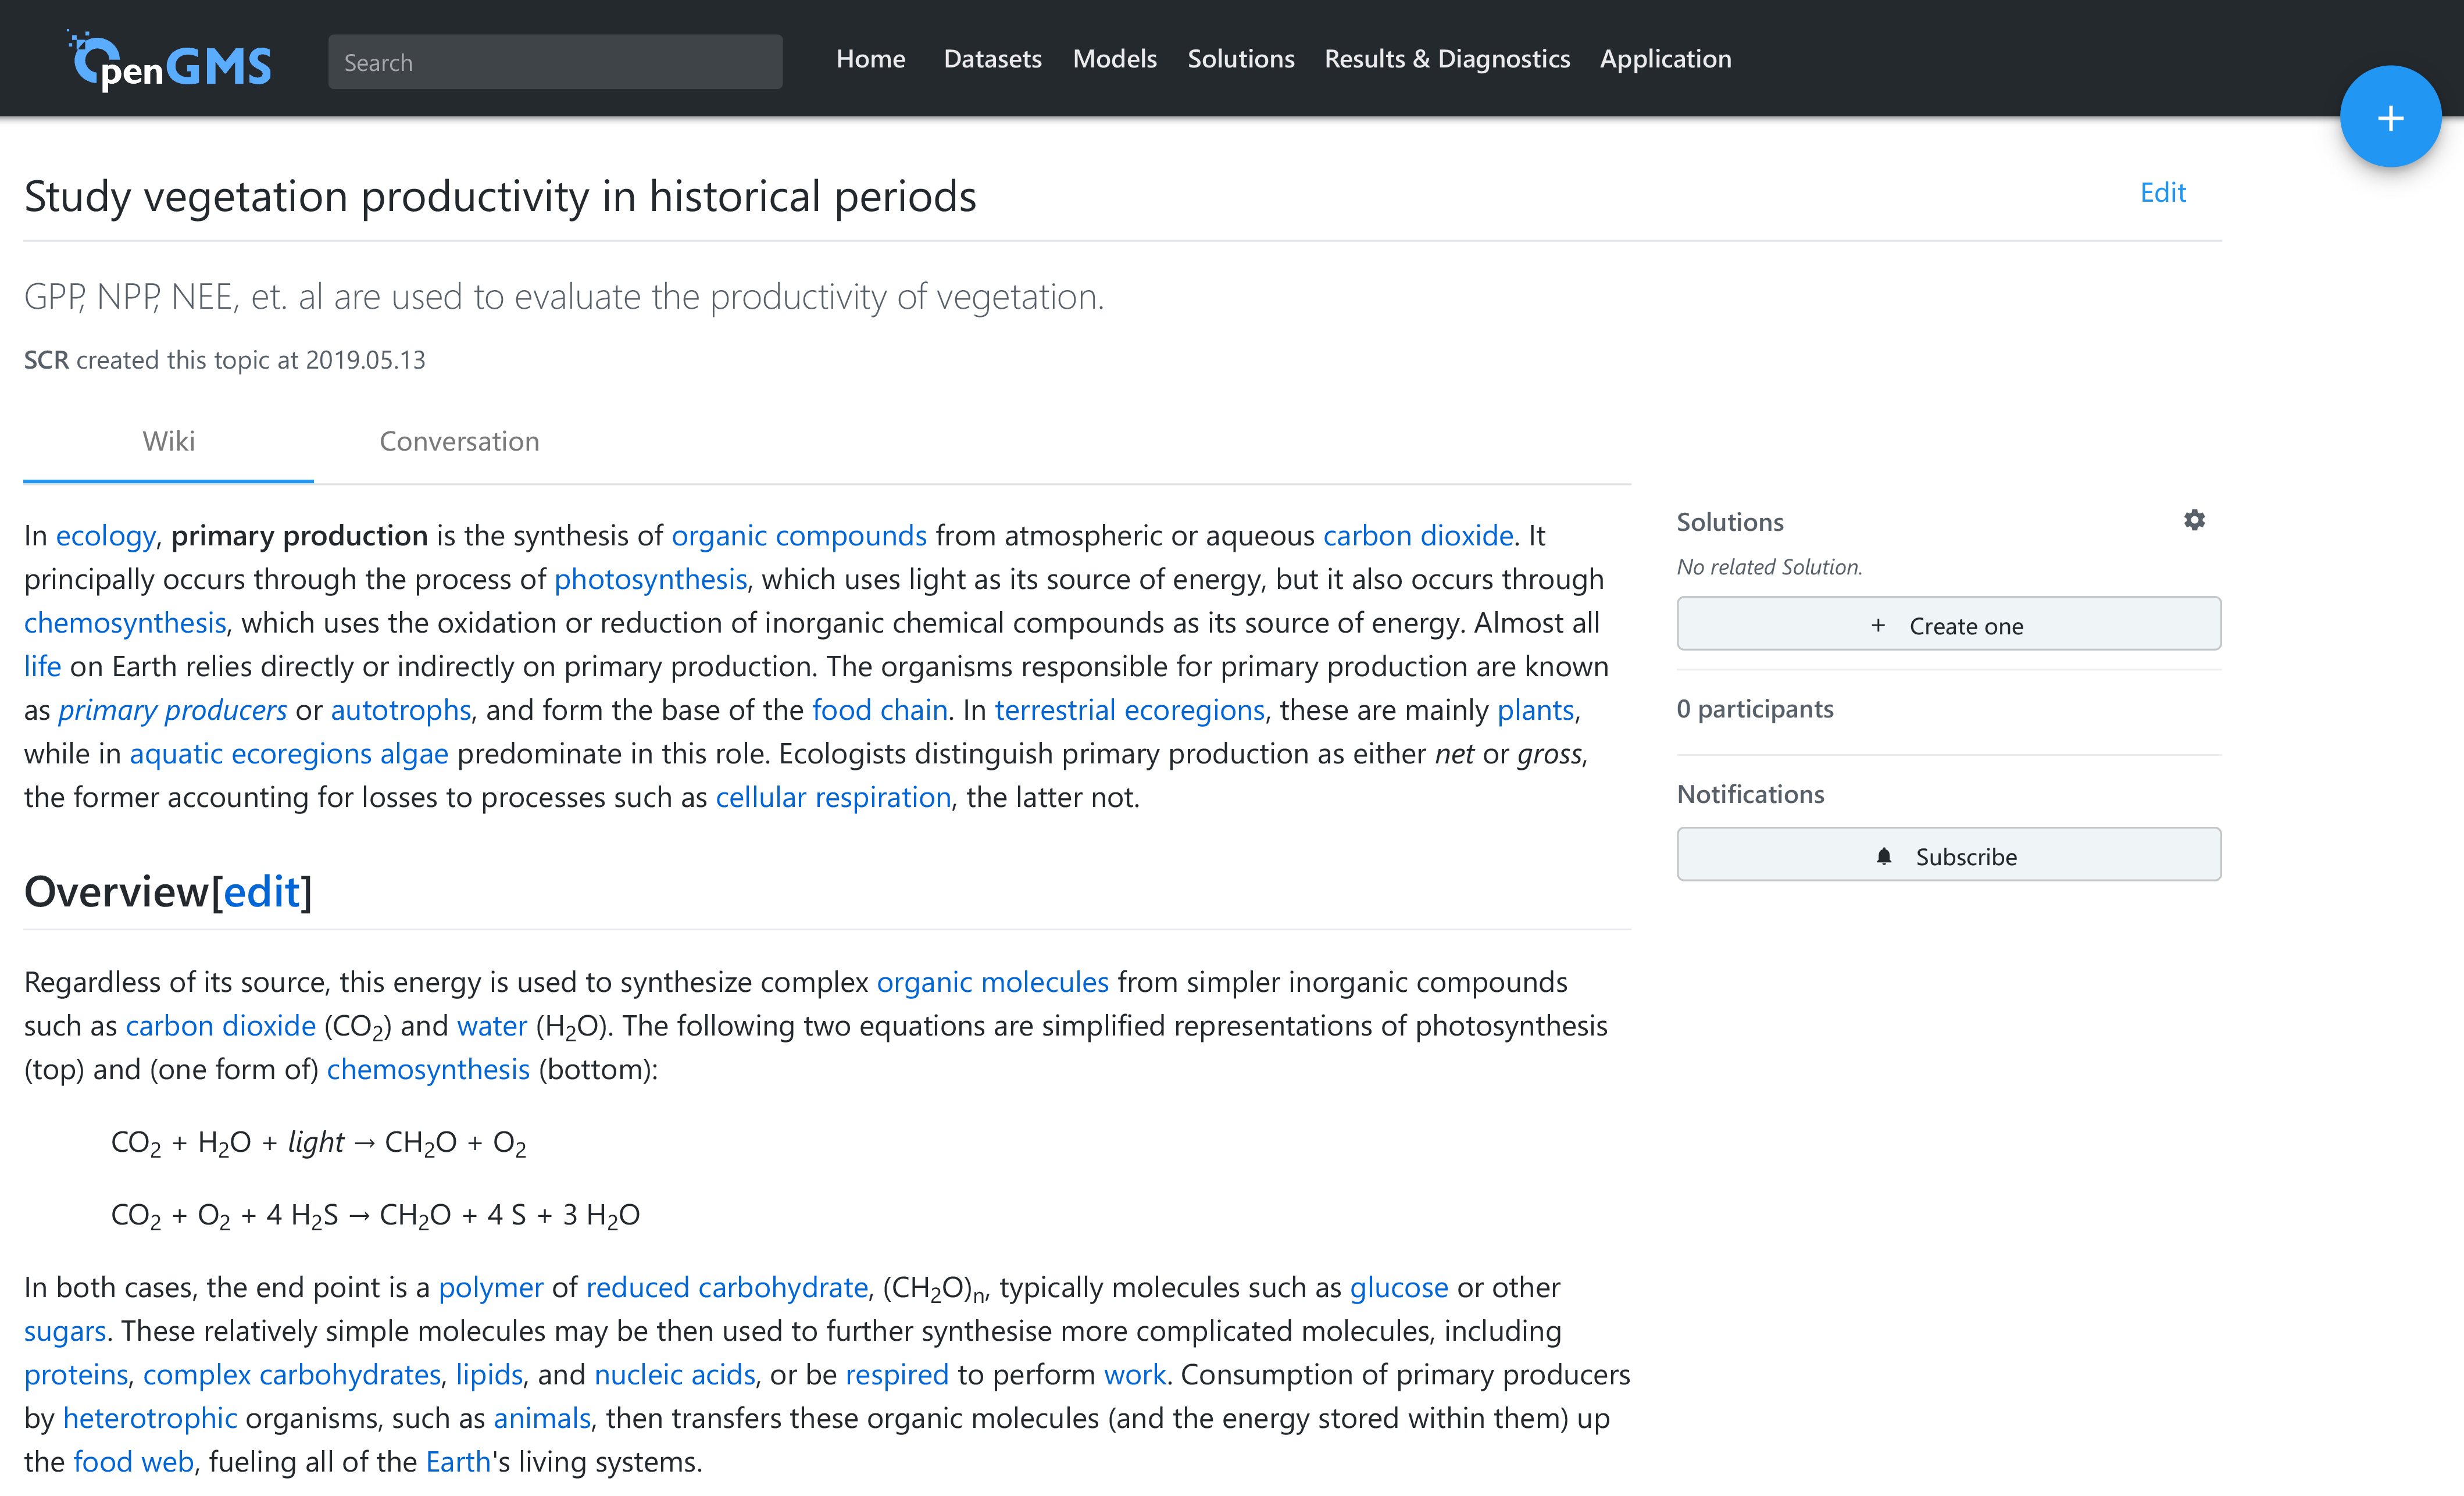 OpenGMS
Search
Home Datasets Models Solutions Results & Diagnostics Application
+
Study vegetation productivity in historical periods
Edit
GPP, NPP, NEE, et. al are used to evaluate the productivity of vegetation.
SCR created this topic at 2019.05.13
Wiki Conversation
In ecology, primary production is the synthesis of organic compounds from atmospheric or aqueous carbon dioxide. It
principally occurs through the process of photosynthesis, which uses light as its source of energy, but it also occurs through
chemosynthesis, which uses the oxidation or reduction of inorganic chemical compounds as its source of energy. Almost all
life on Earth relies directly or indirectly on primary production. The organisms responsible for primary production are known
as primary producers or autotrophs, and form the base of the food chain. In terrestrial ecoregions, these are mainly plants,
while in aquatic ecoregions algae predominate in this role. Ecologists distinguish primary production as either net or gross,
the former accounting for losses to processes such as cellular respiration, the latter not.
Overview[edit]
Regardless of its source, this energy is used to synthesize complex organic molecules from simpler inorganic compounds
such as carbon dioxide (CO₂) and water (H₂O). The following two equations are simplified representations of photosynthesis
(top) and (one form of) chemosynthesis (bottom):
CO₂ + H₂O + light → CH₂O + O₂
CO₂ + O₂ + 4 H₂S → CH₂O + 4 S + 3 H₂O
In both cases, the end point is a polymer of reduced carbohydrate, (CH₂O)ₙ, typically molecules such as glucose or other
sugars. These relatively simple molecules may be then used to further synthesise more complicated molecules, including
proteins, complex carbohydrates, lipids, and nucleic acids, or be respired to perform work. Consumption of primary producers
by heterotrophic organisms, such as animals, then transfers these organic molecules (and the energy stored within them) up
the food web, fueling all of the Earth's living systems.
Solutions
No related Solution.
+ Create one
0 participants
Notifications
Subscribe